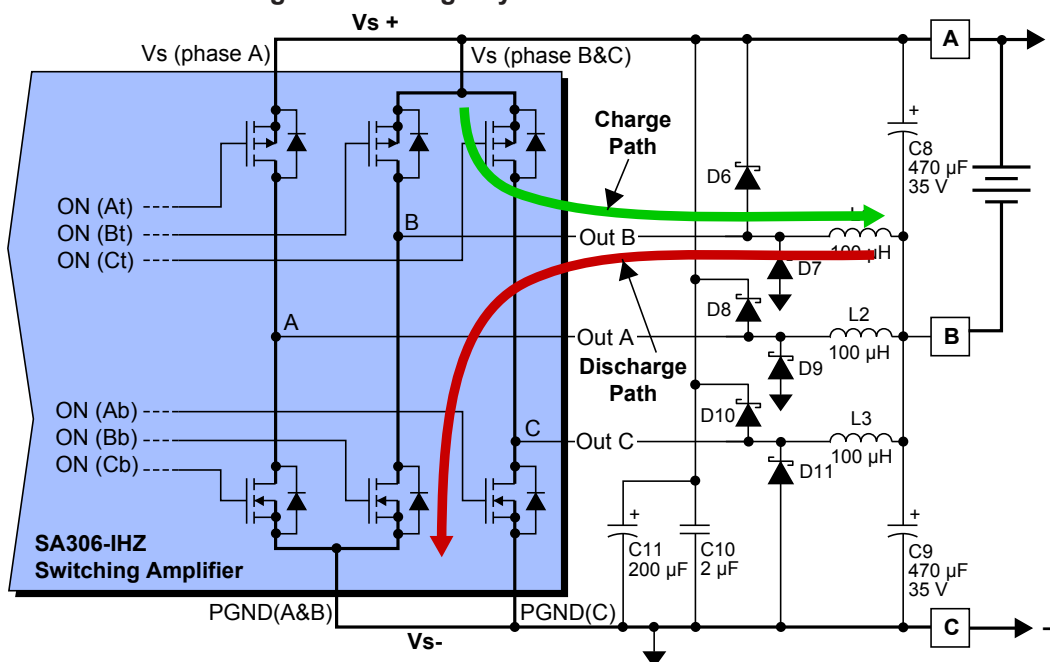 Vs +
Vs (phase A)
Vs (phase B&C)
A
Charge
Path
+
C8
470 µF
35 V
D6
ON (At)
ON (Bt)
ON (Ct)
B
Out B
100 µH
D7
D8
A
Out A
L2
100 µH
B
Discharge
Path
D9
D10
ON (Ab)
ON (Bb)
ON (Cb)
C
Out C
L3
100 µH
D11
SA306-IHZ
Switching Amplifier
+
C11
200 µF
C10
2 µF
+
C9
470 µF
35 V
PGND(A&B)
PGND(C)
Vs-
C
-